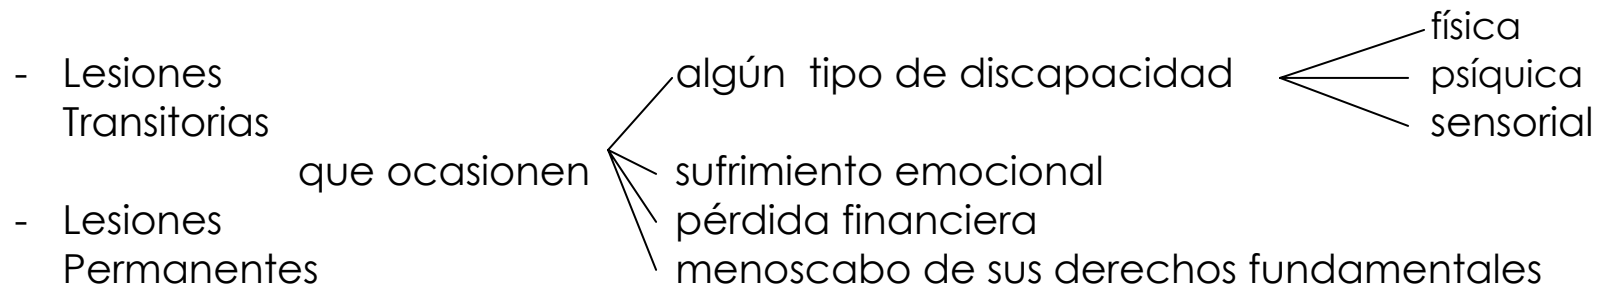 física
- Lesiones algún tipo de discapacidad psíquica
Transitorias sensorial
que ocasionen sufrimiento emocional
- Lesiones pérdida financiera
Permanentes menoscabo de sus derechos fundamentales